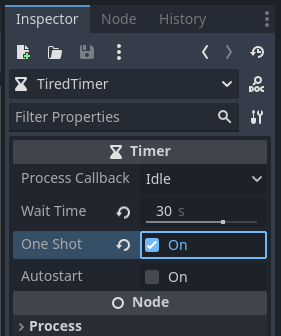 Inspector Node History
TiredTimer DOC
Filter Properties
Timer
Process Callback Idle
Wait Time 30 s
One Shot On
Autostart On
Node
Process